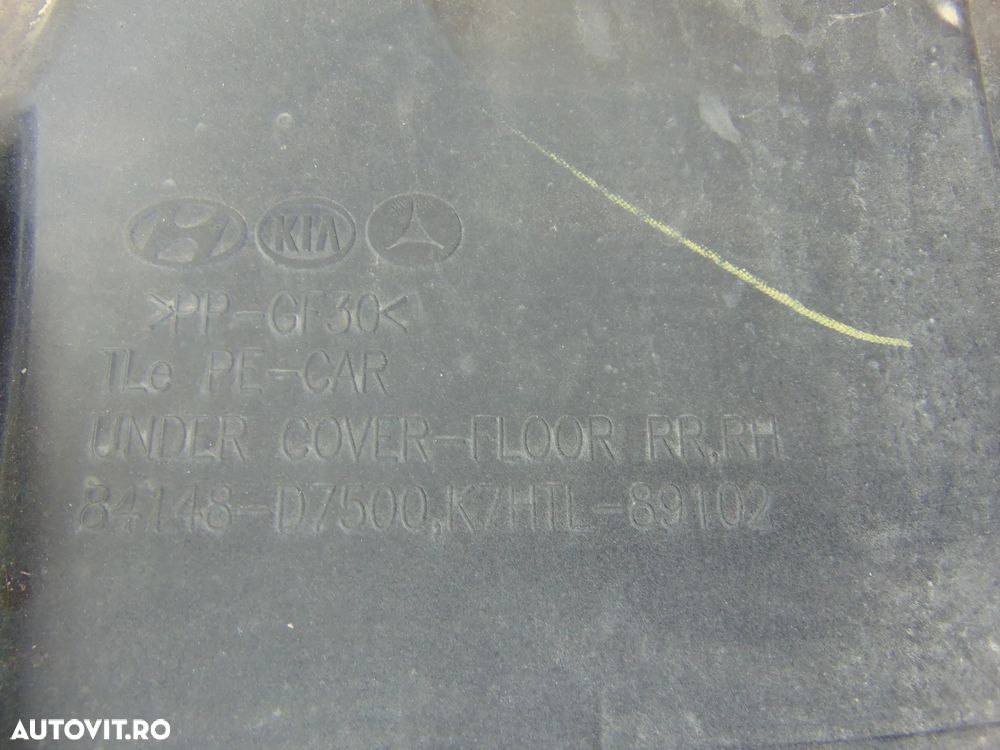 KIA
>PP-GF30<
TLe PE-CAR
UNDER COVER-FLOOR RR,RH
84148-D7500,K7HTL-89102
AUTOVIT.RO